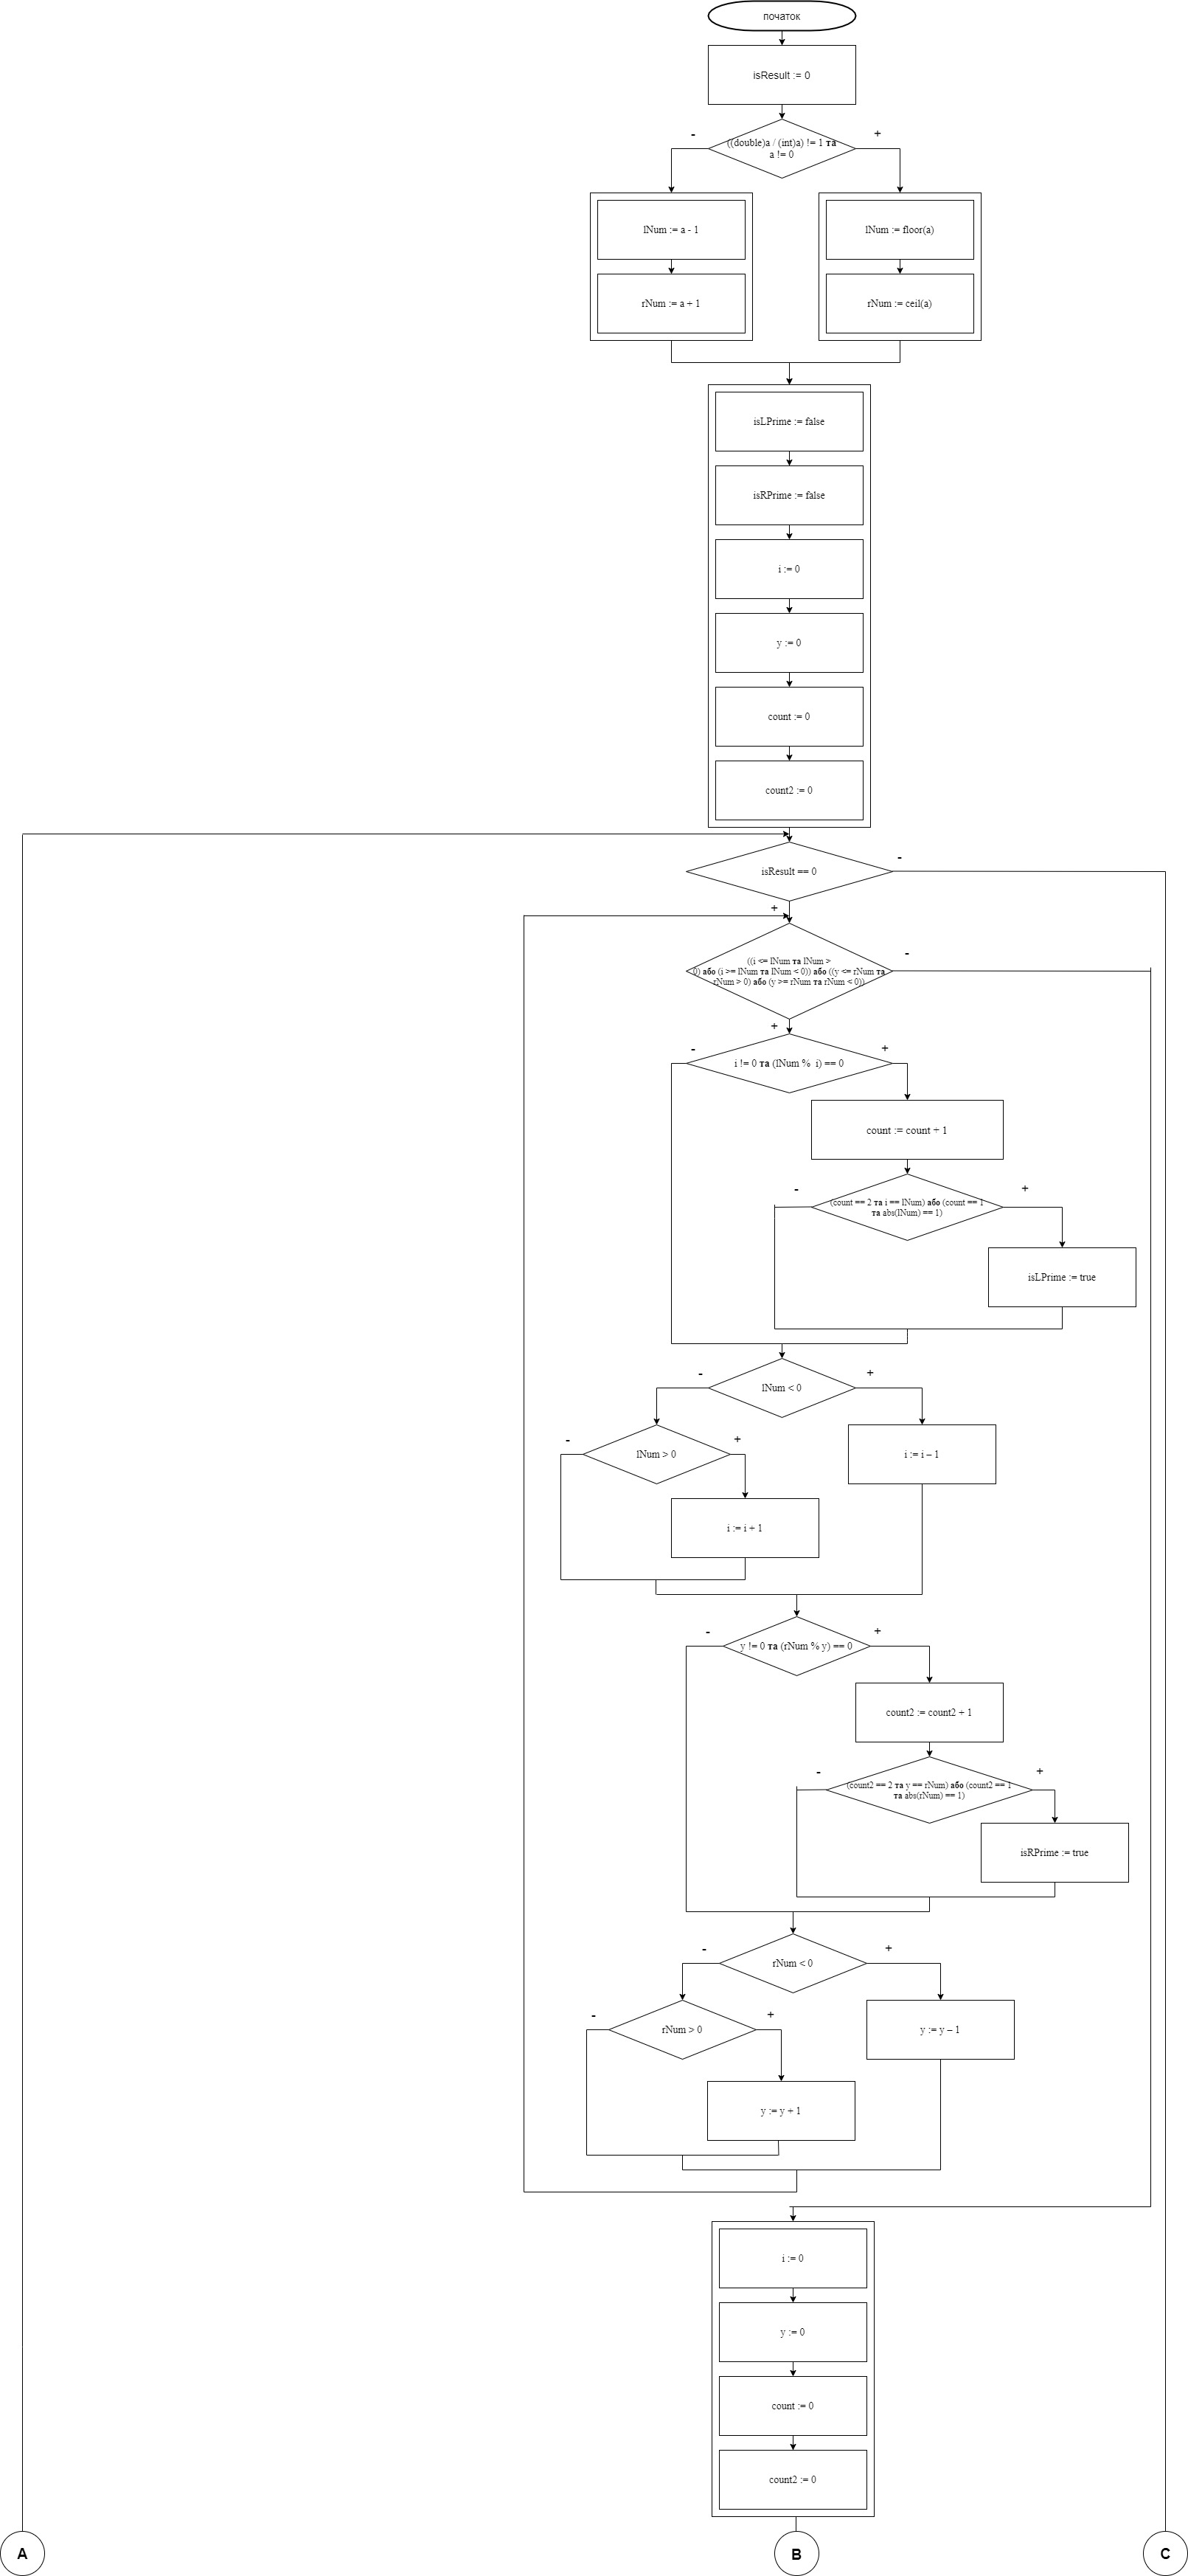 початок
isResult := 0
-
+
((double)a / (int)a) != 1 та
a != 0
lNum := a - 1
lNum := floor(a)
rNum := a + 1
rNum := ceil(a)
isLPrime := false
isRPrime := false
i := 0
y := 0
count := 0
count2 := 0
-
isResult == 0
+
-
((i <= lNum та lNum >
0) або (i >= lNum та lNum < 0)) або ((y <= rNum та
rNum > 0) або (y >= rNum та rNum < 0))
+
-
+
i != 0 та (lNum % i) == 0
count := count + 1
-
+
(count == 2 та i == lNum) або (count == 1
та abs(lNum) == 1)
isLPrime := true
-
+
lNum < 0
-
+
lNum > 0
i := i – 1
i := i + 1
-
+
y != 0 та (rNum % y) == 0
count2 := count2 + 1
-
+
(count2 == 2 та y == rNum) або (count2 == 1
та abs(rNum) == 1)
isRPrime := true
-
+
rNum < 0
-
+
rNum > 0
y := y – 1
y := y + 1
i := 0
y := 0
count := 0
count2 := 0
A
B
C